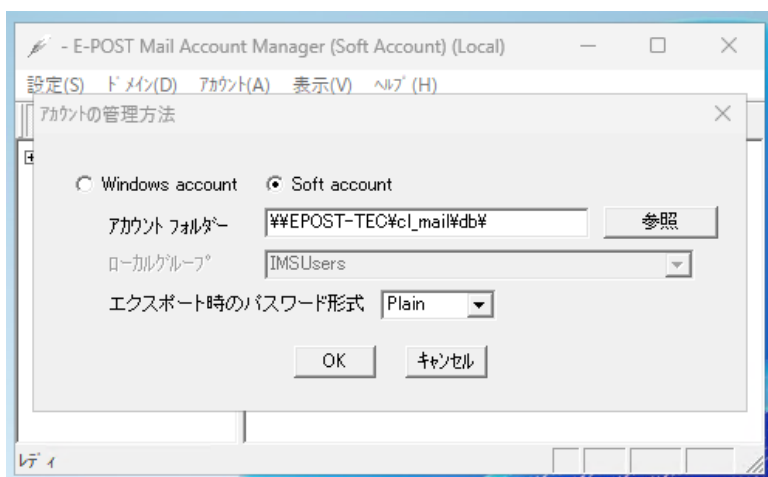 - E-POST Mail Account Manager (Soft Account) (Local)
設定(S) ドメイン(D) アカウント(A) 表示(V) ヘルプ(H)
アカウントの管理方法
Windows account Soft account
アカウント フォルダー ¥¥EPOST-TEC¥cl_mail¥db¥ 参照
ローカルグループ IMSUsers
エクスポート時のパスワード形式 Plain
OK キャンセル
レディ